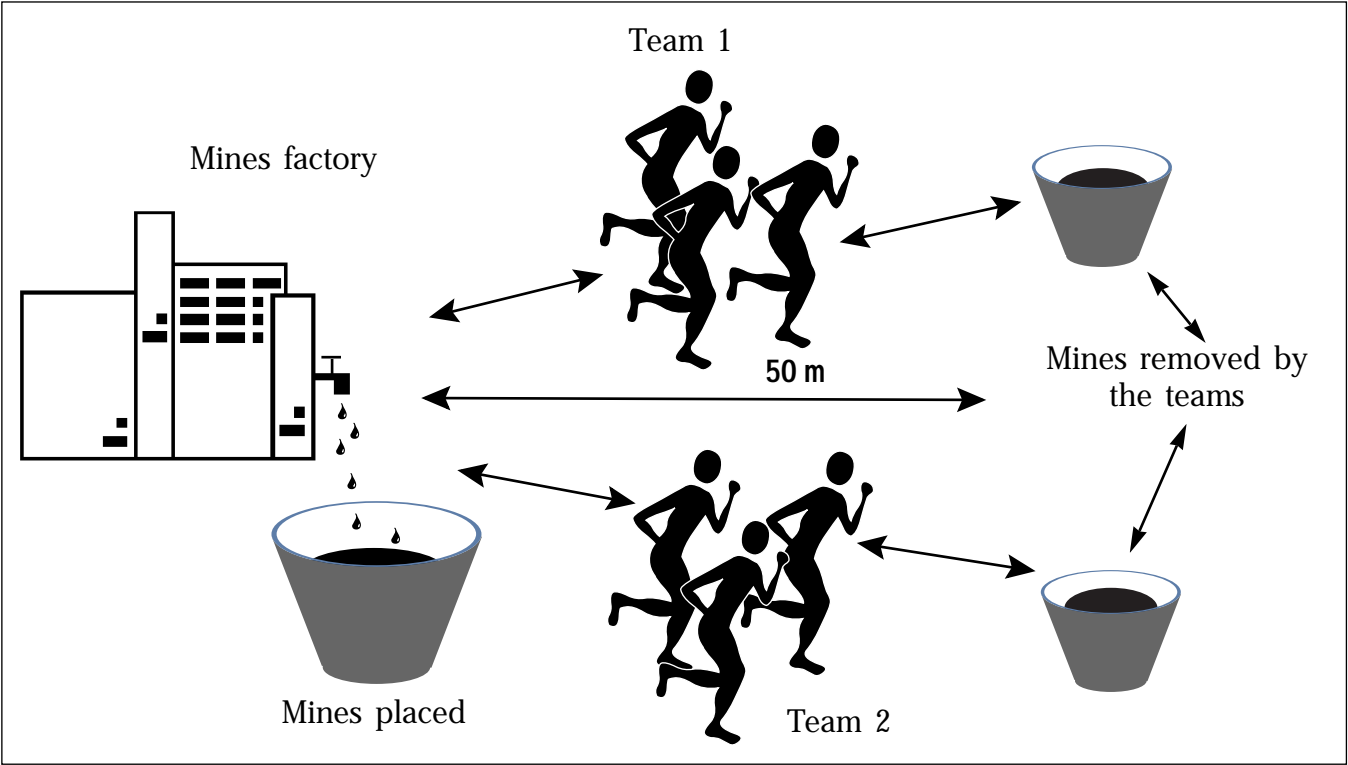 Team 1
Mines factory
50 m
Mines removed by
the teams
Mines placed
Team 2